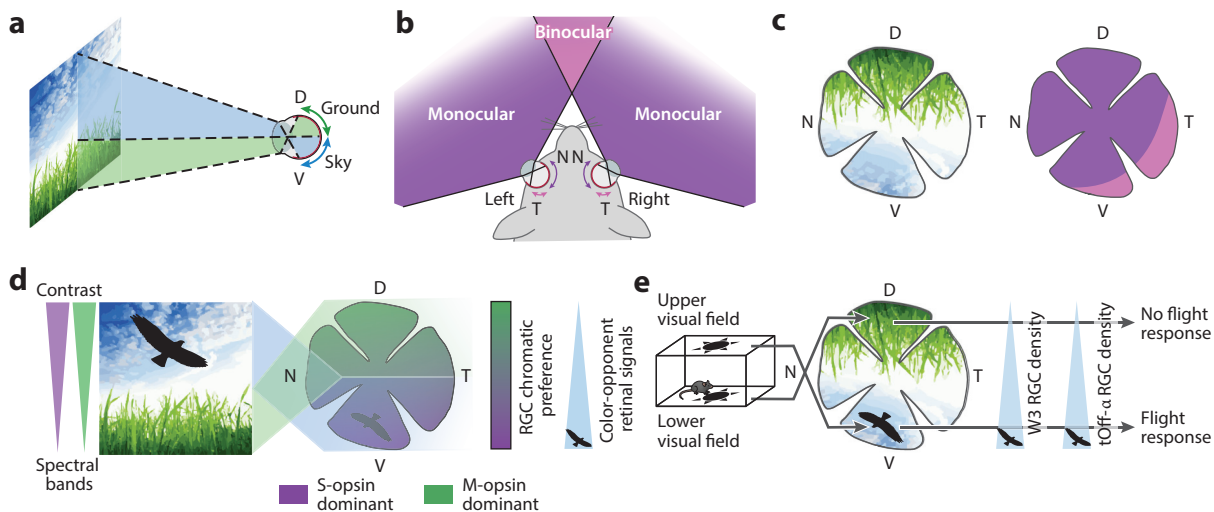 a
D
Ground
Sky
V
b
Binocular
Monocular
Monocular
N
N
Left
Right
T
T
c
D
N
T
V
V
d
Contrast
Spectral
bands
D
N
T
V
RGC chromatic
preference
Color-opponent
retinal signals
S-opsin
dominant
M-opsin
dominant
e
Upper
visual field
Lower
visual field
D
N
T
V
W3 RGC density
tOff-α RGC density
No flight
response
Flight
response